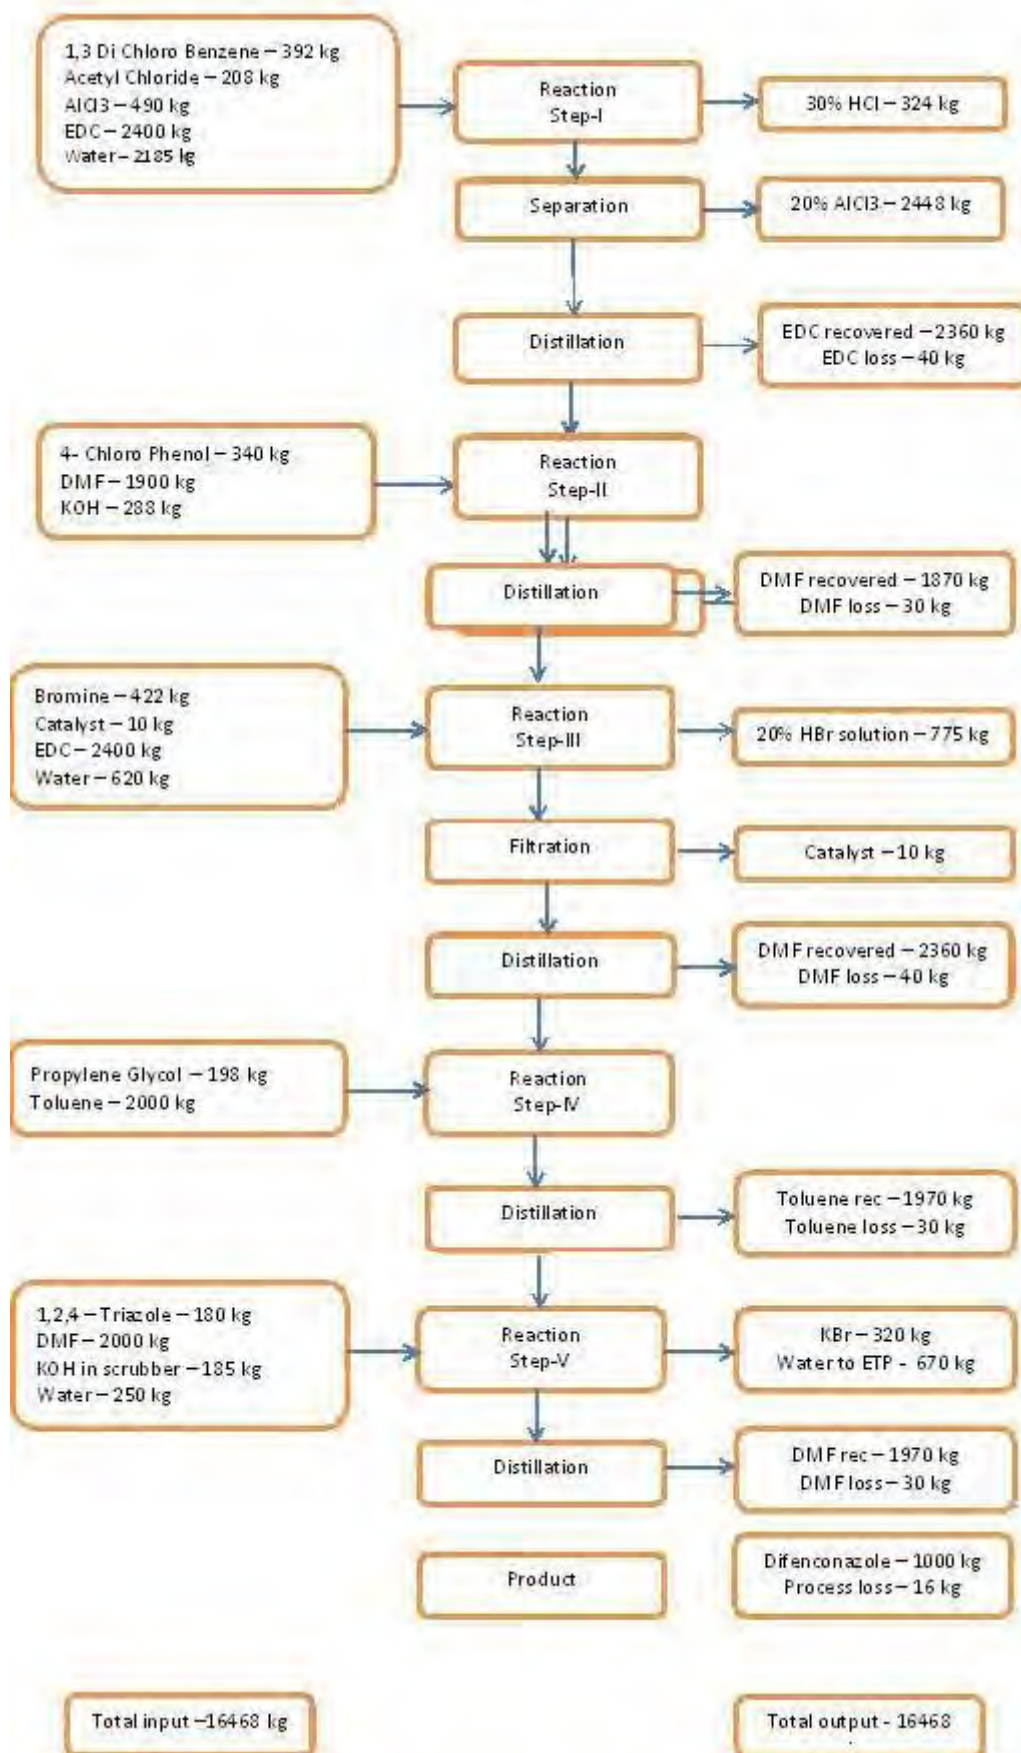 1,3 Di Chloro Benzene – 392 kg
Acetyl Chloride – 208 kg
AlCl3 – 490 kg
EDC – 2400 kg
Water – 2185 lg
Reaction
Step-I
30% HCl – 324 kg
Separation
20% AlCl3 – 2448 kg
Distillation
EDC recovered – 2360 kg
EDC loss – 40 kg
4- Chloro Phenol – 340 kg
DMF – 1900 kg
KOH – 288 kg
Reaction
Step-II
Distillation
DMF recovered – 1870 kg
DMF loss – 30 kg
Bromine – 422 kg
Catalyst – 10 kg
EDC – 2400 kg
Water – 620 kg
Reaction
Step-III
20% HBr solution – 775 kg
Filtration
Catalyst – 10 kg
Distillation
DMF recovered – 2360 kg
DMF loss – 40 kg
Propylene Glycol – 198 kg
Toluene – 2000 kg
Reaction
Step-IV
Distillation
Toluene rec – 1970 kg
Toluene loss – 30 kg
1,2,4 – Triazole – 180 kg
DMF – 2000 kg
KOH in scrubber – 185 kg
Water – 250 kg
Reaction
Step-V
KBr – 320 kg
Water to ETP - 670 kg
Distillation
DMF rec – 1970 kg
DMF loss – 30 kg
Product
Difenconazole – 1000 kg
Process loss – 16 kg
Total input –16468 kg
Total output - 16468